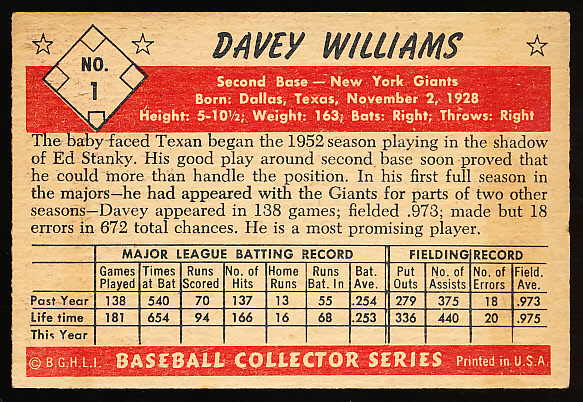 NO.
1
DAVEY WILLIAMS
Second Base — New York Giants
Born: Dallas, Texas, November 2, 1928
Height: 5-10½; Weight: 163; Bats: Right; Throws: Right
The baby faced Texan began the 1952 season playing in the shadow
of Ed Stanky. His good play around second base soon proved that
he could more than handle the position. In his first full season in
the majors—he had appeared with the Giants for parts of two other
seasons—Davey appeared in 138 games; fielded .973; made but 18
errors in 672 total chances. He is a most promising player.
MAJOR LEAGUE BATTING RECORD FIELDING RECORD
Games Times Runs No. of Home Runs Bat. Put No. of No. of Field.
Played at Bat Scored Hits Runs Bat. In Ave. Outs Assists Errors Ave.
Past Year 138 540 70 137 13 55 .254 279 375 18 .973
Life time 181 654 94 166 16 68 .253 336 440 20 .975
This Year
© B.G.H.L.I. BASEBALL COLLECTOR SERIES Printed in U.S.A.